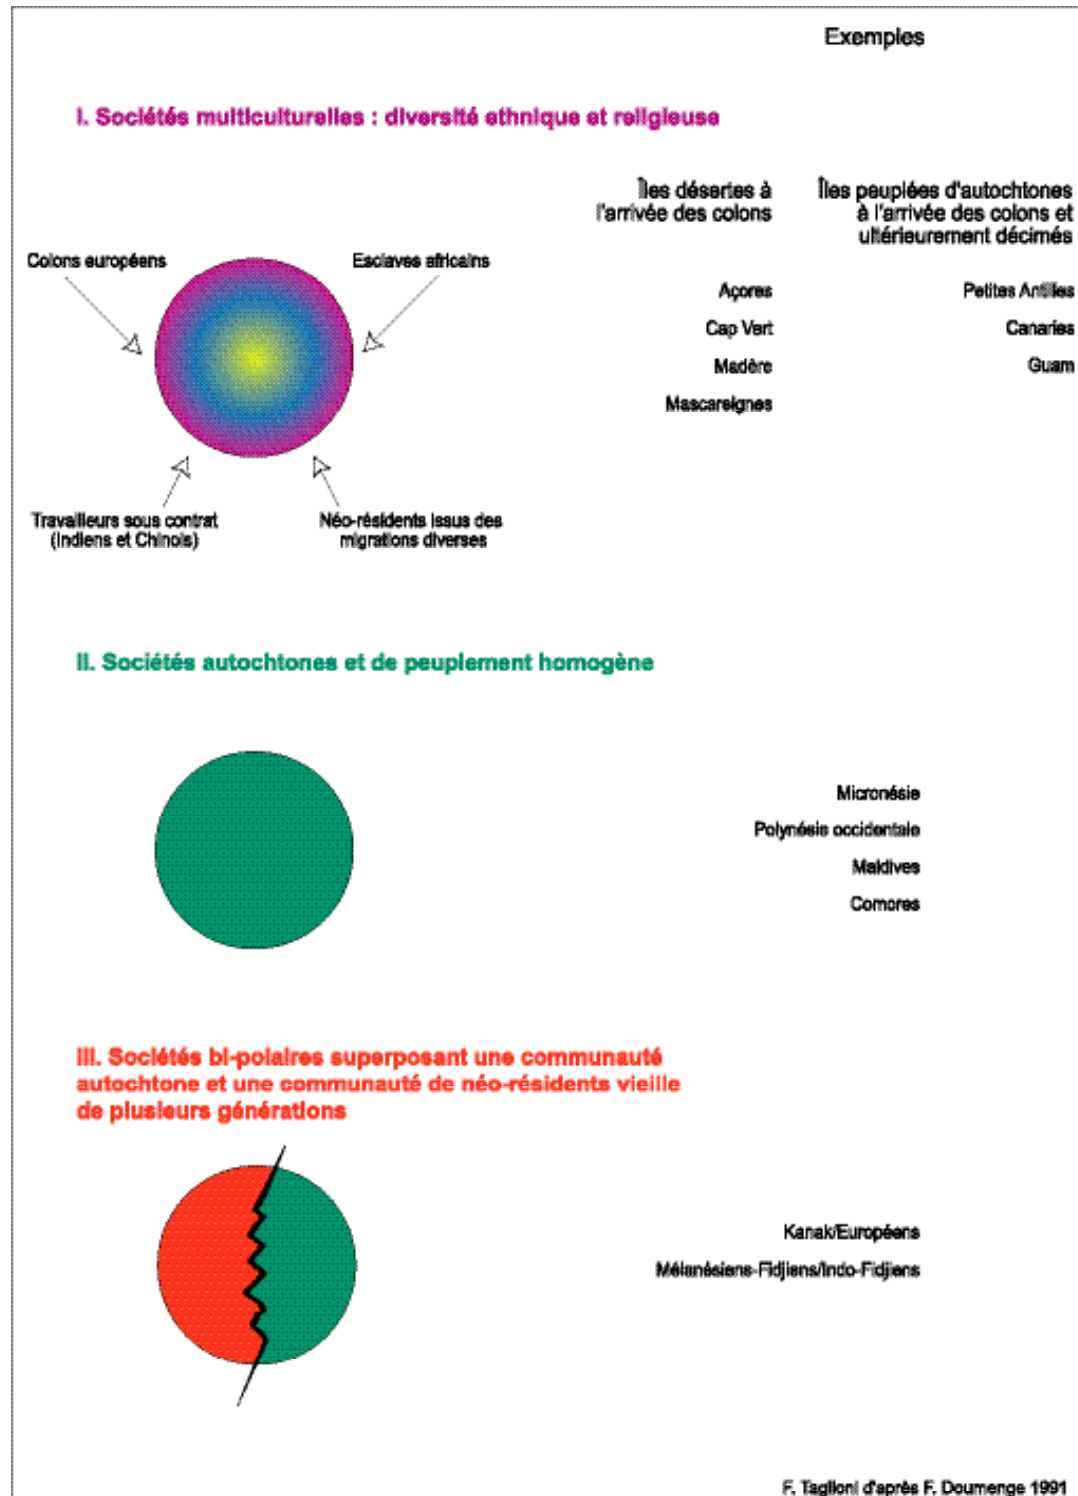 Exemples
I. Sociétés multiculturelles : diversité ethnique et religieuse
Îles désertes à
l'arrivée des colons
Îles peuplées d'autochtones
à l'arrivée des colons et
ultérieurement décimés
Colons européens
Esclaves africains
Açores
Cap Vert
Madère
Mascareignes
Petites Antilles
Canaries
Guam
Travailleurs sous contrat
(Indiens et Chinois)
Néo-résidents issus des
migrations diverses
II. Sociétés autochtones et de peuplement homogène
Micronésie
Polynésie occidentale
Maldives
Comores
III. Sociétés bi-polaires superposant une communauté
autochtone et une communauté de néo-résidents vieille
de plusieurs générations
Kanak/Européens
Mélanésiens-Fidjiens/Indo-Fidjiens
F. Taglioni d'après F. Doumenge 1991